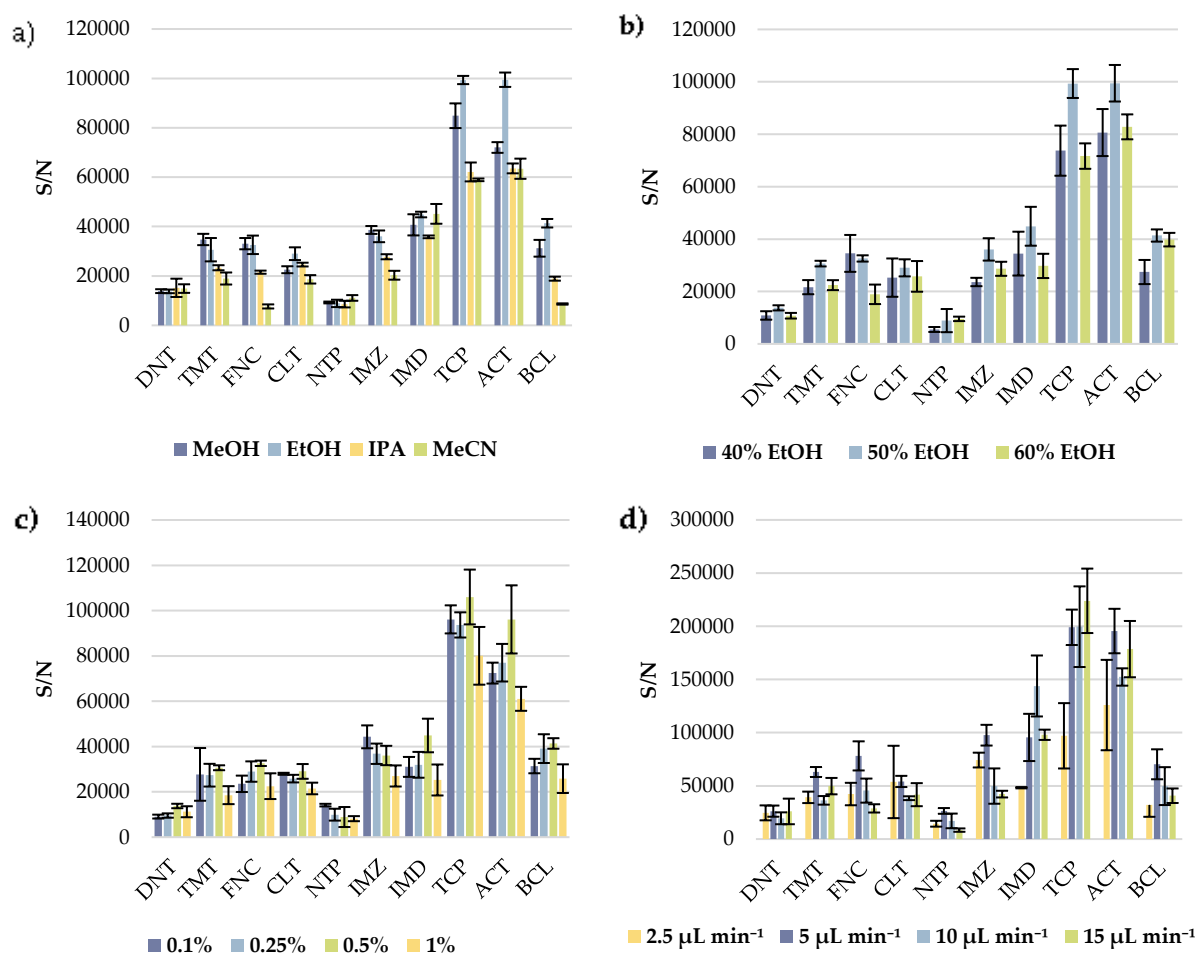 a)
120000
100000
80000
60000
40000
20000
0
S/N
DNT
TMT
FNC
CLT
NTP
IMZ
IMD
TCP
ACT
BCL
MeOH EtOH IPA MeCN
b)
120000
100000
80000
60000
40000
20000
0
S/N
DNT
TMT
FNC
CLT
NTP
IMZ
IMD
TCP
ACT
BCL
40% EtOH 50% EtOH 60% EtOH
c)
140000
120000
100000
80000
60000
40000
20000
0
S/N
DNT
TMT
FNC
CLT
NTP
IMZ
IMD
TCP
ACT
BCL
0.1% 0.25% 0.5% 1%
d)
300000
250000
200000
150000
100000
50000
0
S/N
DNT
TMT
FNC
CLT
NTP
IMZ
IMD
TCP
ACT
BCL
2.5 µL min⁻¹ 5 µL min⁻¹ 10 µL min⁻¹ 15 µL min⁻¹